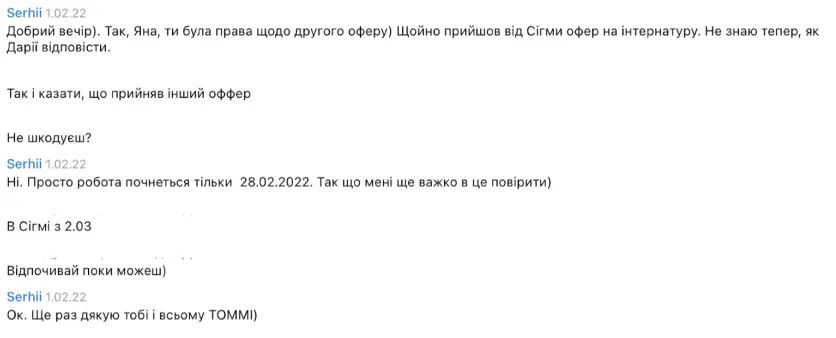 Serhii 1.02.22
Добрий вечір). Так, Яна, ти була права щодо другого оферу) Щойно прийшов від Сігми офер на інтернатуру. Не знаю тепер, як
Дарії відповісти.
Так і казати, що прийняв інший оффер
Не шкодуєш?
Serhii 1.02.22
Ні. Просто робота почнеться тільки  28.02.2022. Так що мені ще важко в це повірити)
В Сігмі з 2.03
Відпочивай поки можеш)
Serhii 1.02.22
Ок. Ще раз дякую тобі і всьому ТОММІ)